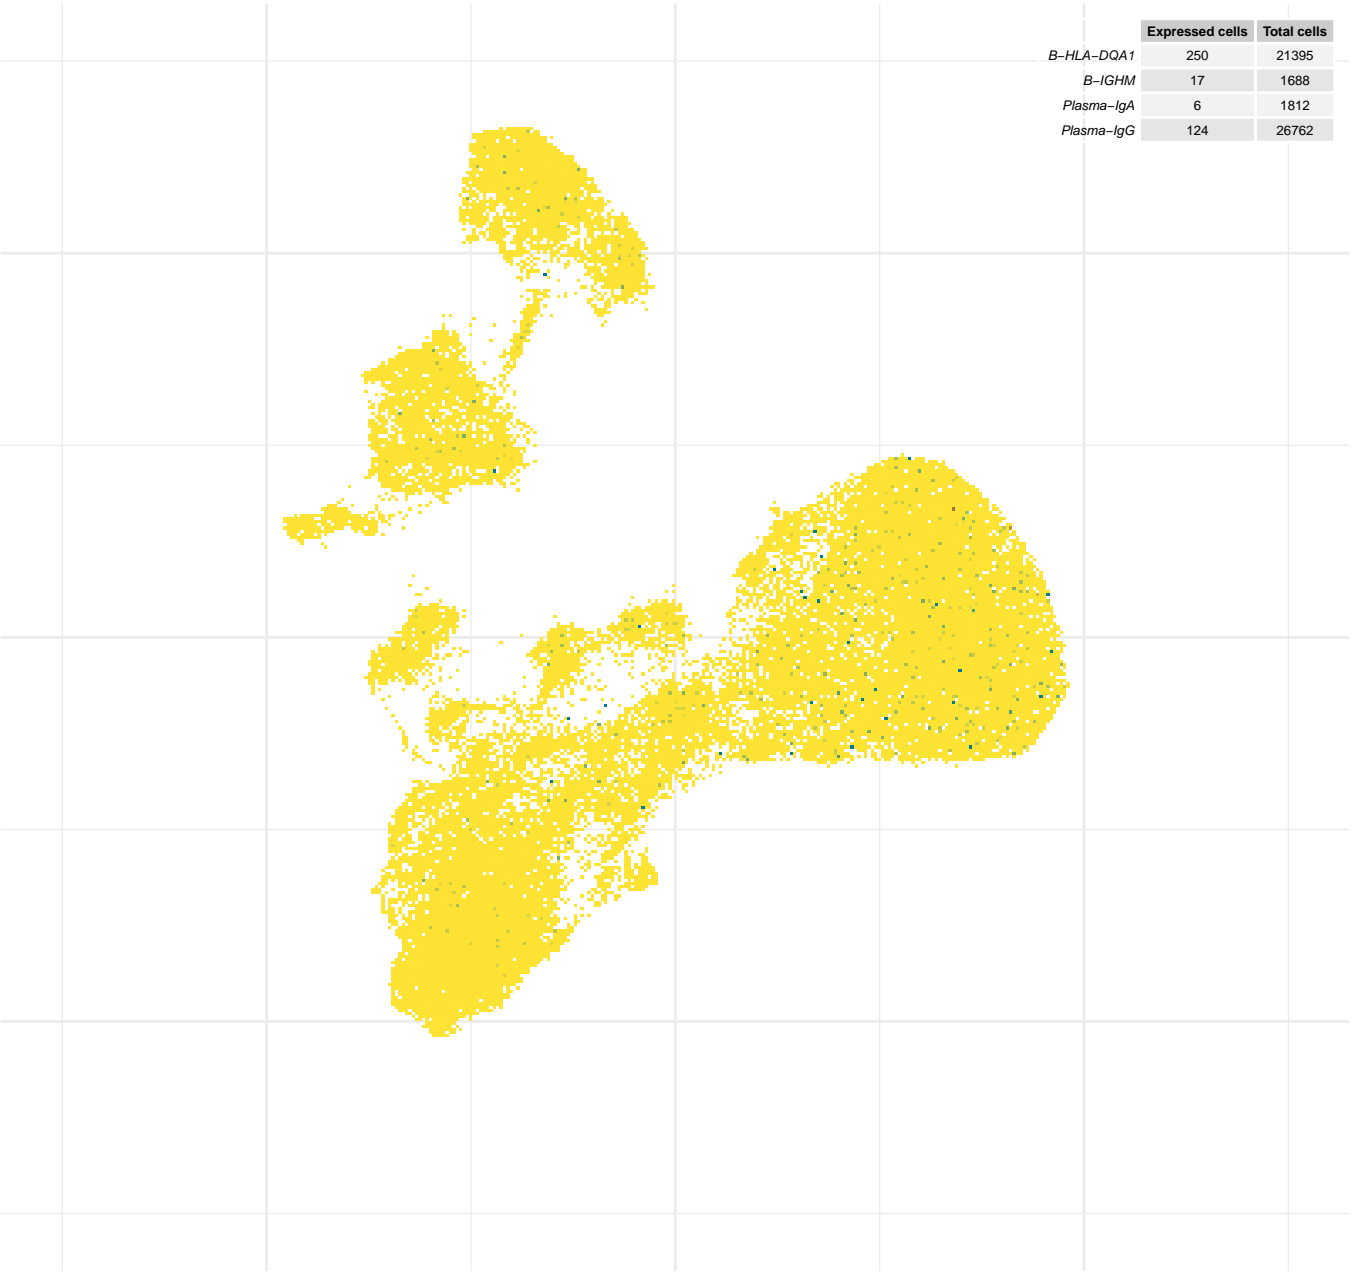 Expressed cells Total cells
B−HLA−DQA1 250 21395
B−IGHM 17 1688
Plasma−IgA 6 1812
Plasma−IgG 124 26762